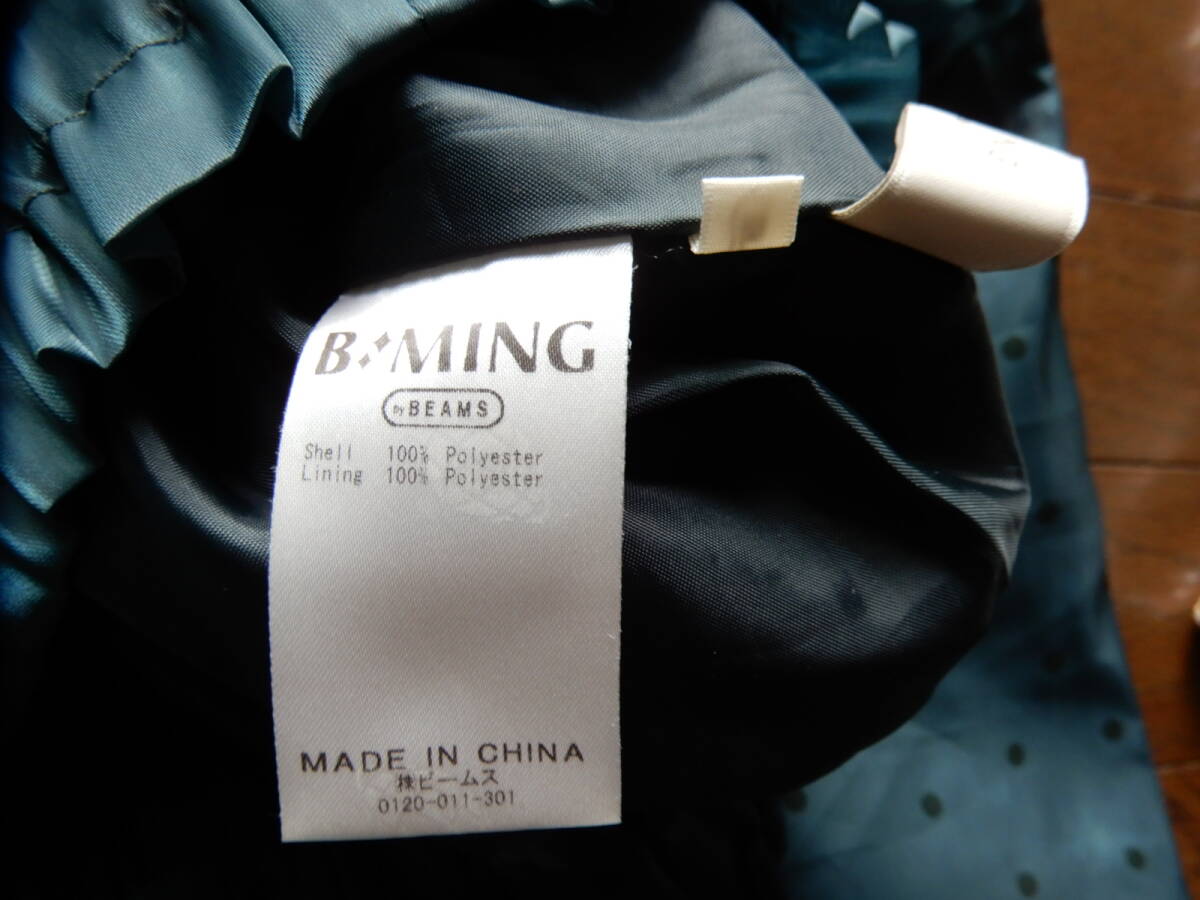 B:MING
by BEAMS
Shell 100% Polyester
Lining 100% Polyester
MADE IN CHINA
㈱ビームス
0120-011-301